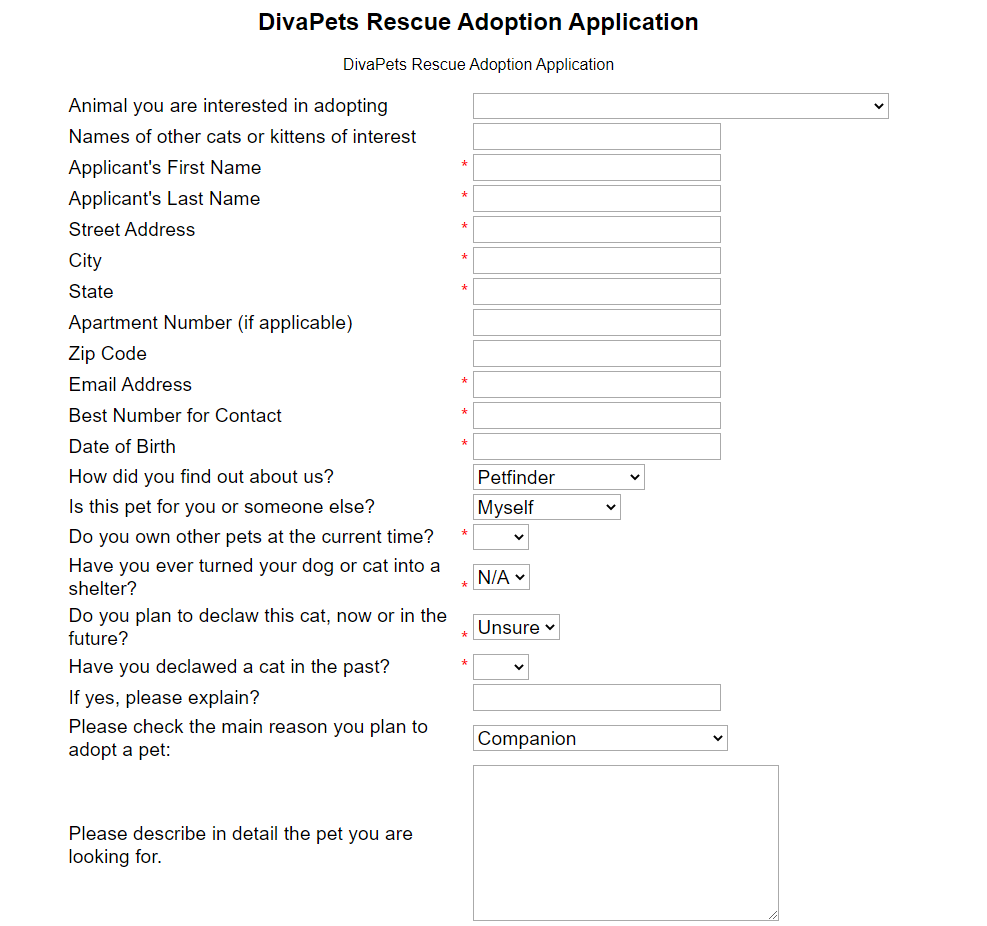 DivaPets Rescue Adoption Application
DivaPets Rescue Adoption Application
Animal you are interested in adopting
Names of other cats or kittens of interest
Applicant's First Name *
Applicant's Last Name *
Street Address *
City *
State *
Apartment Number (if applicable)
Zip Code
Email Address *
Best Number for Contact *
Date of Birth *
How did you find out about us? Petfinder
Is this pet for you or someone else? Myself
Do you own other pets at the current time? *
Have you ever turned your dog or cat into a
shelter? * N/A
Do you plan to declaw this cat, now or in the
future? * Unsure
Have you declawed a cat in the past? *
If yes, please explain?
Please check the main reason you plan to
adopt a pet: Companion
Please describe in detail the pet you are
looking for.